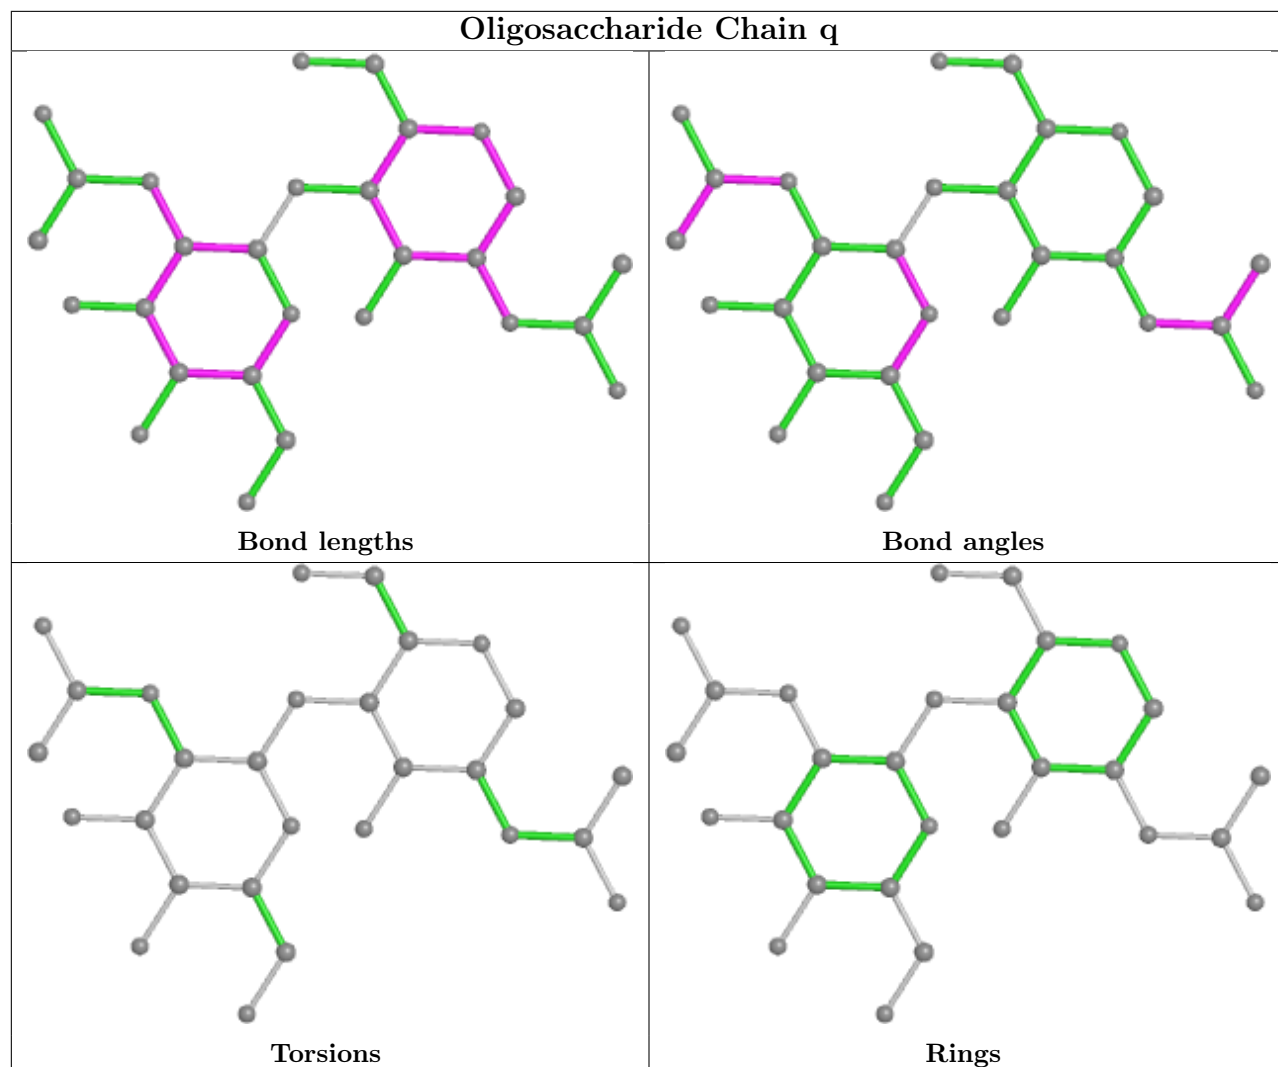 Oligosaccharide Chain q
Bond lengths
Bond angles
Torsions
Rings